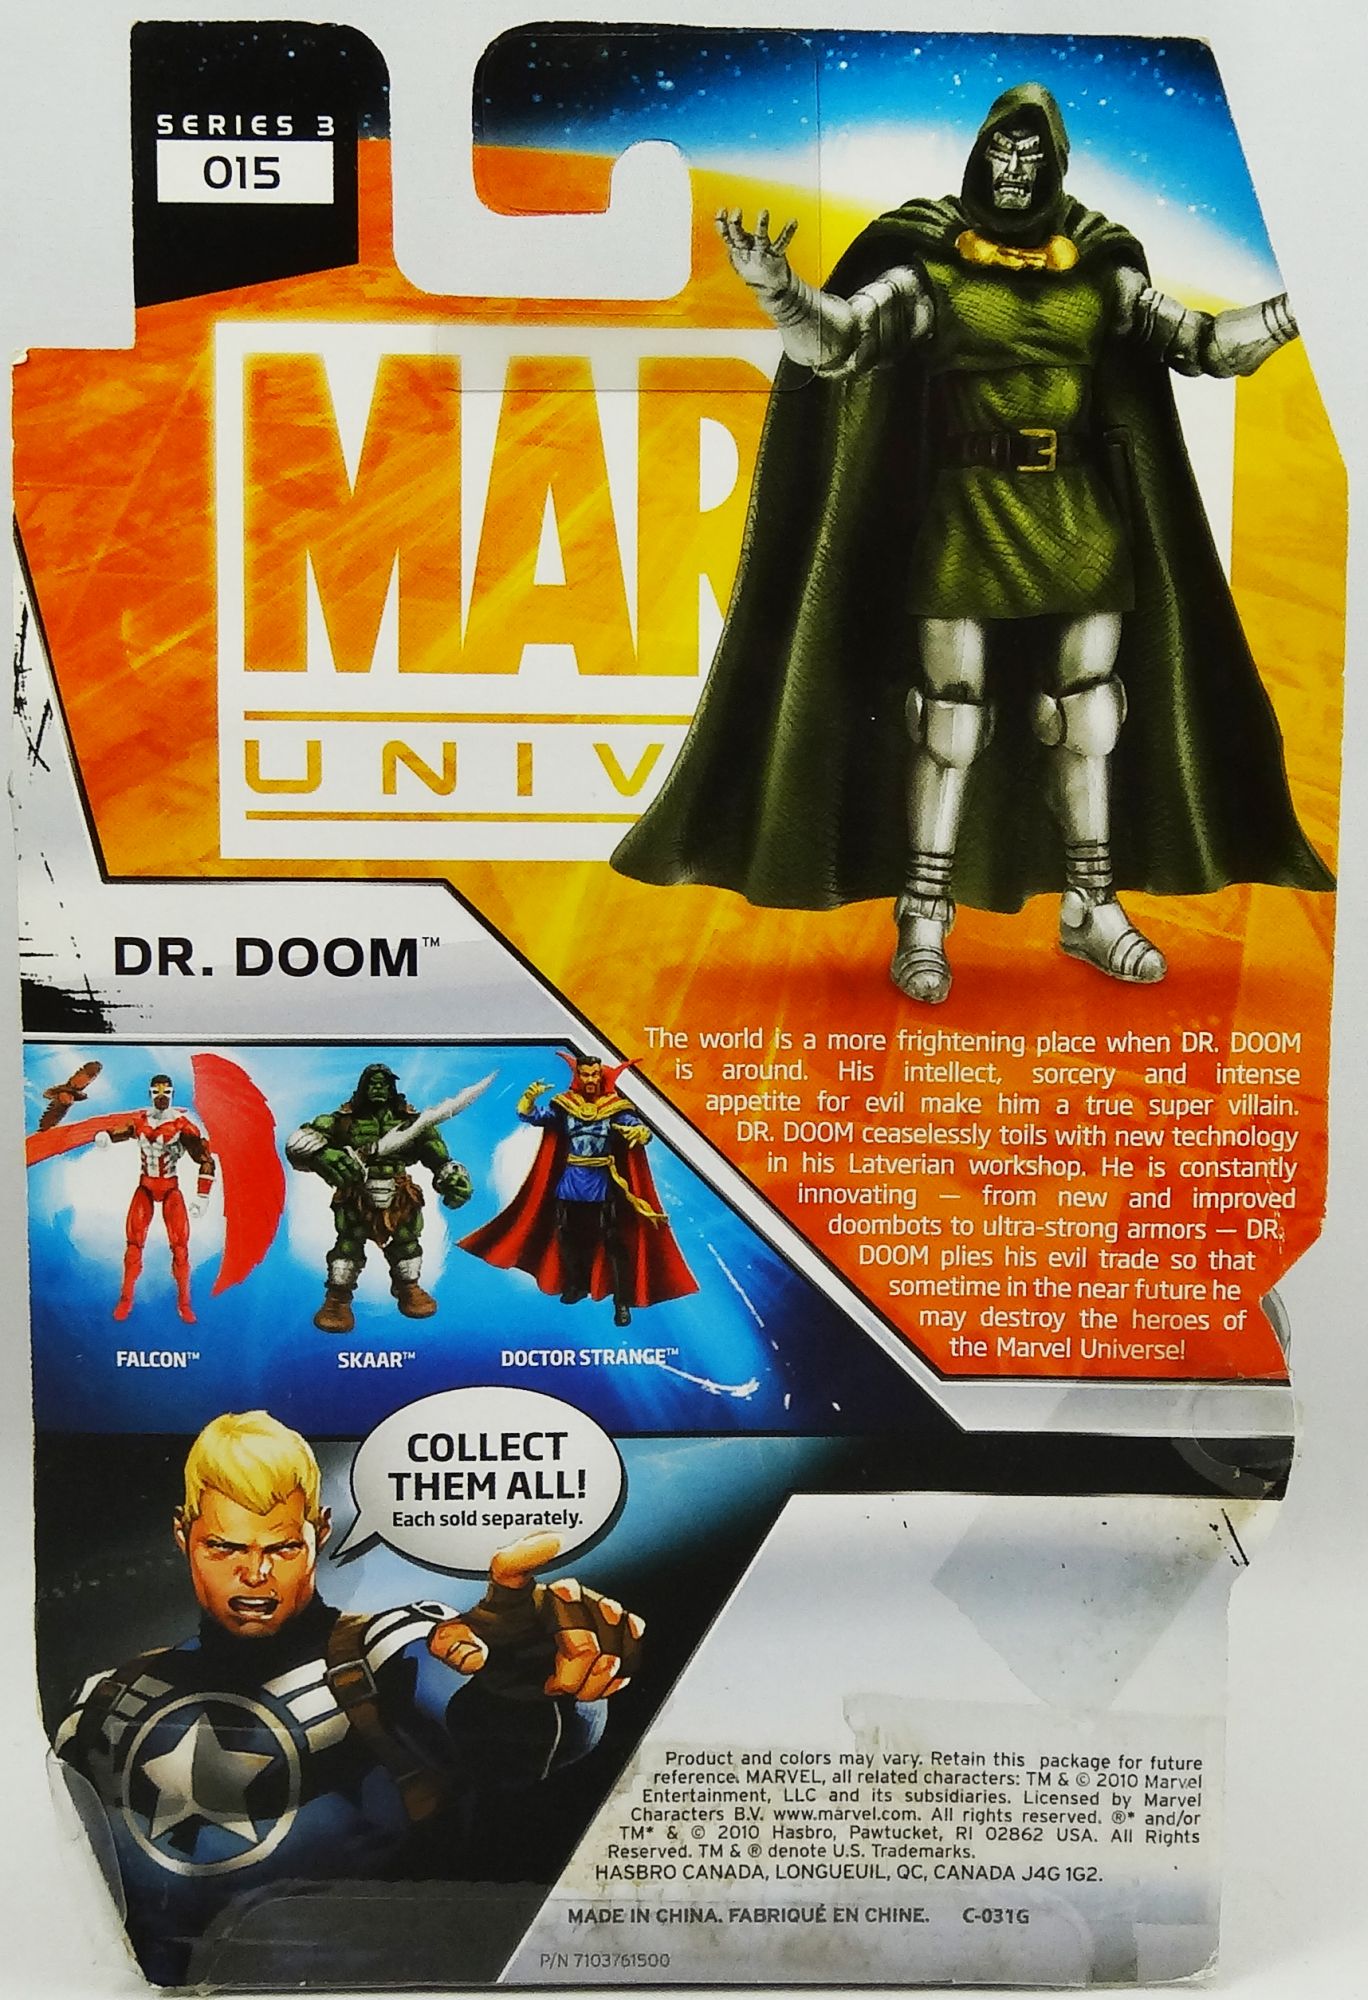 SERIES 3
015
MAR
UNIV
DR. DOOM™
The world is a more frightening place when DR. DOOM
is around. His intellect, sorcery and intense
appetite for evil make him a true super villain.
DR. DOOM ceaselessly toils with new technology
in his Latverian workshop. He is constantly
innovating — from new and improved
doombots to ultra-strong armors — DR.
DOOM plies his evil trade so that
sometime in the near future he
may destroy the heroes of
the Marvel Universe!
FALCON™ SKAAR™ DOCTOR STRANGE™
COLLECT
THEM ALL!
Each sold separately.
Product and colors may vary. Retain this package for future
reference. MARVEL, all related characters: TM & © 2010 Marvel
Entertainment, LLC and its subsidiaries. Licensed by Marvel
Characters B.V. www.marvel.com. All rights reserved. ®* and/or
TM* & © 2010 Hasbro, Pawtucket, RI 02862 USA. All Rights
Reserved. TM & ® denote U.S. Trademarks.
HASBRO CANADA, LONGUEUIL, QC, CANADA J4G 1G2.
MADE IN CHINA. FABRIQUÉ EN CHINE. C-031G
P/N 7103761500